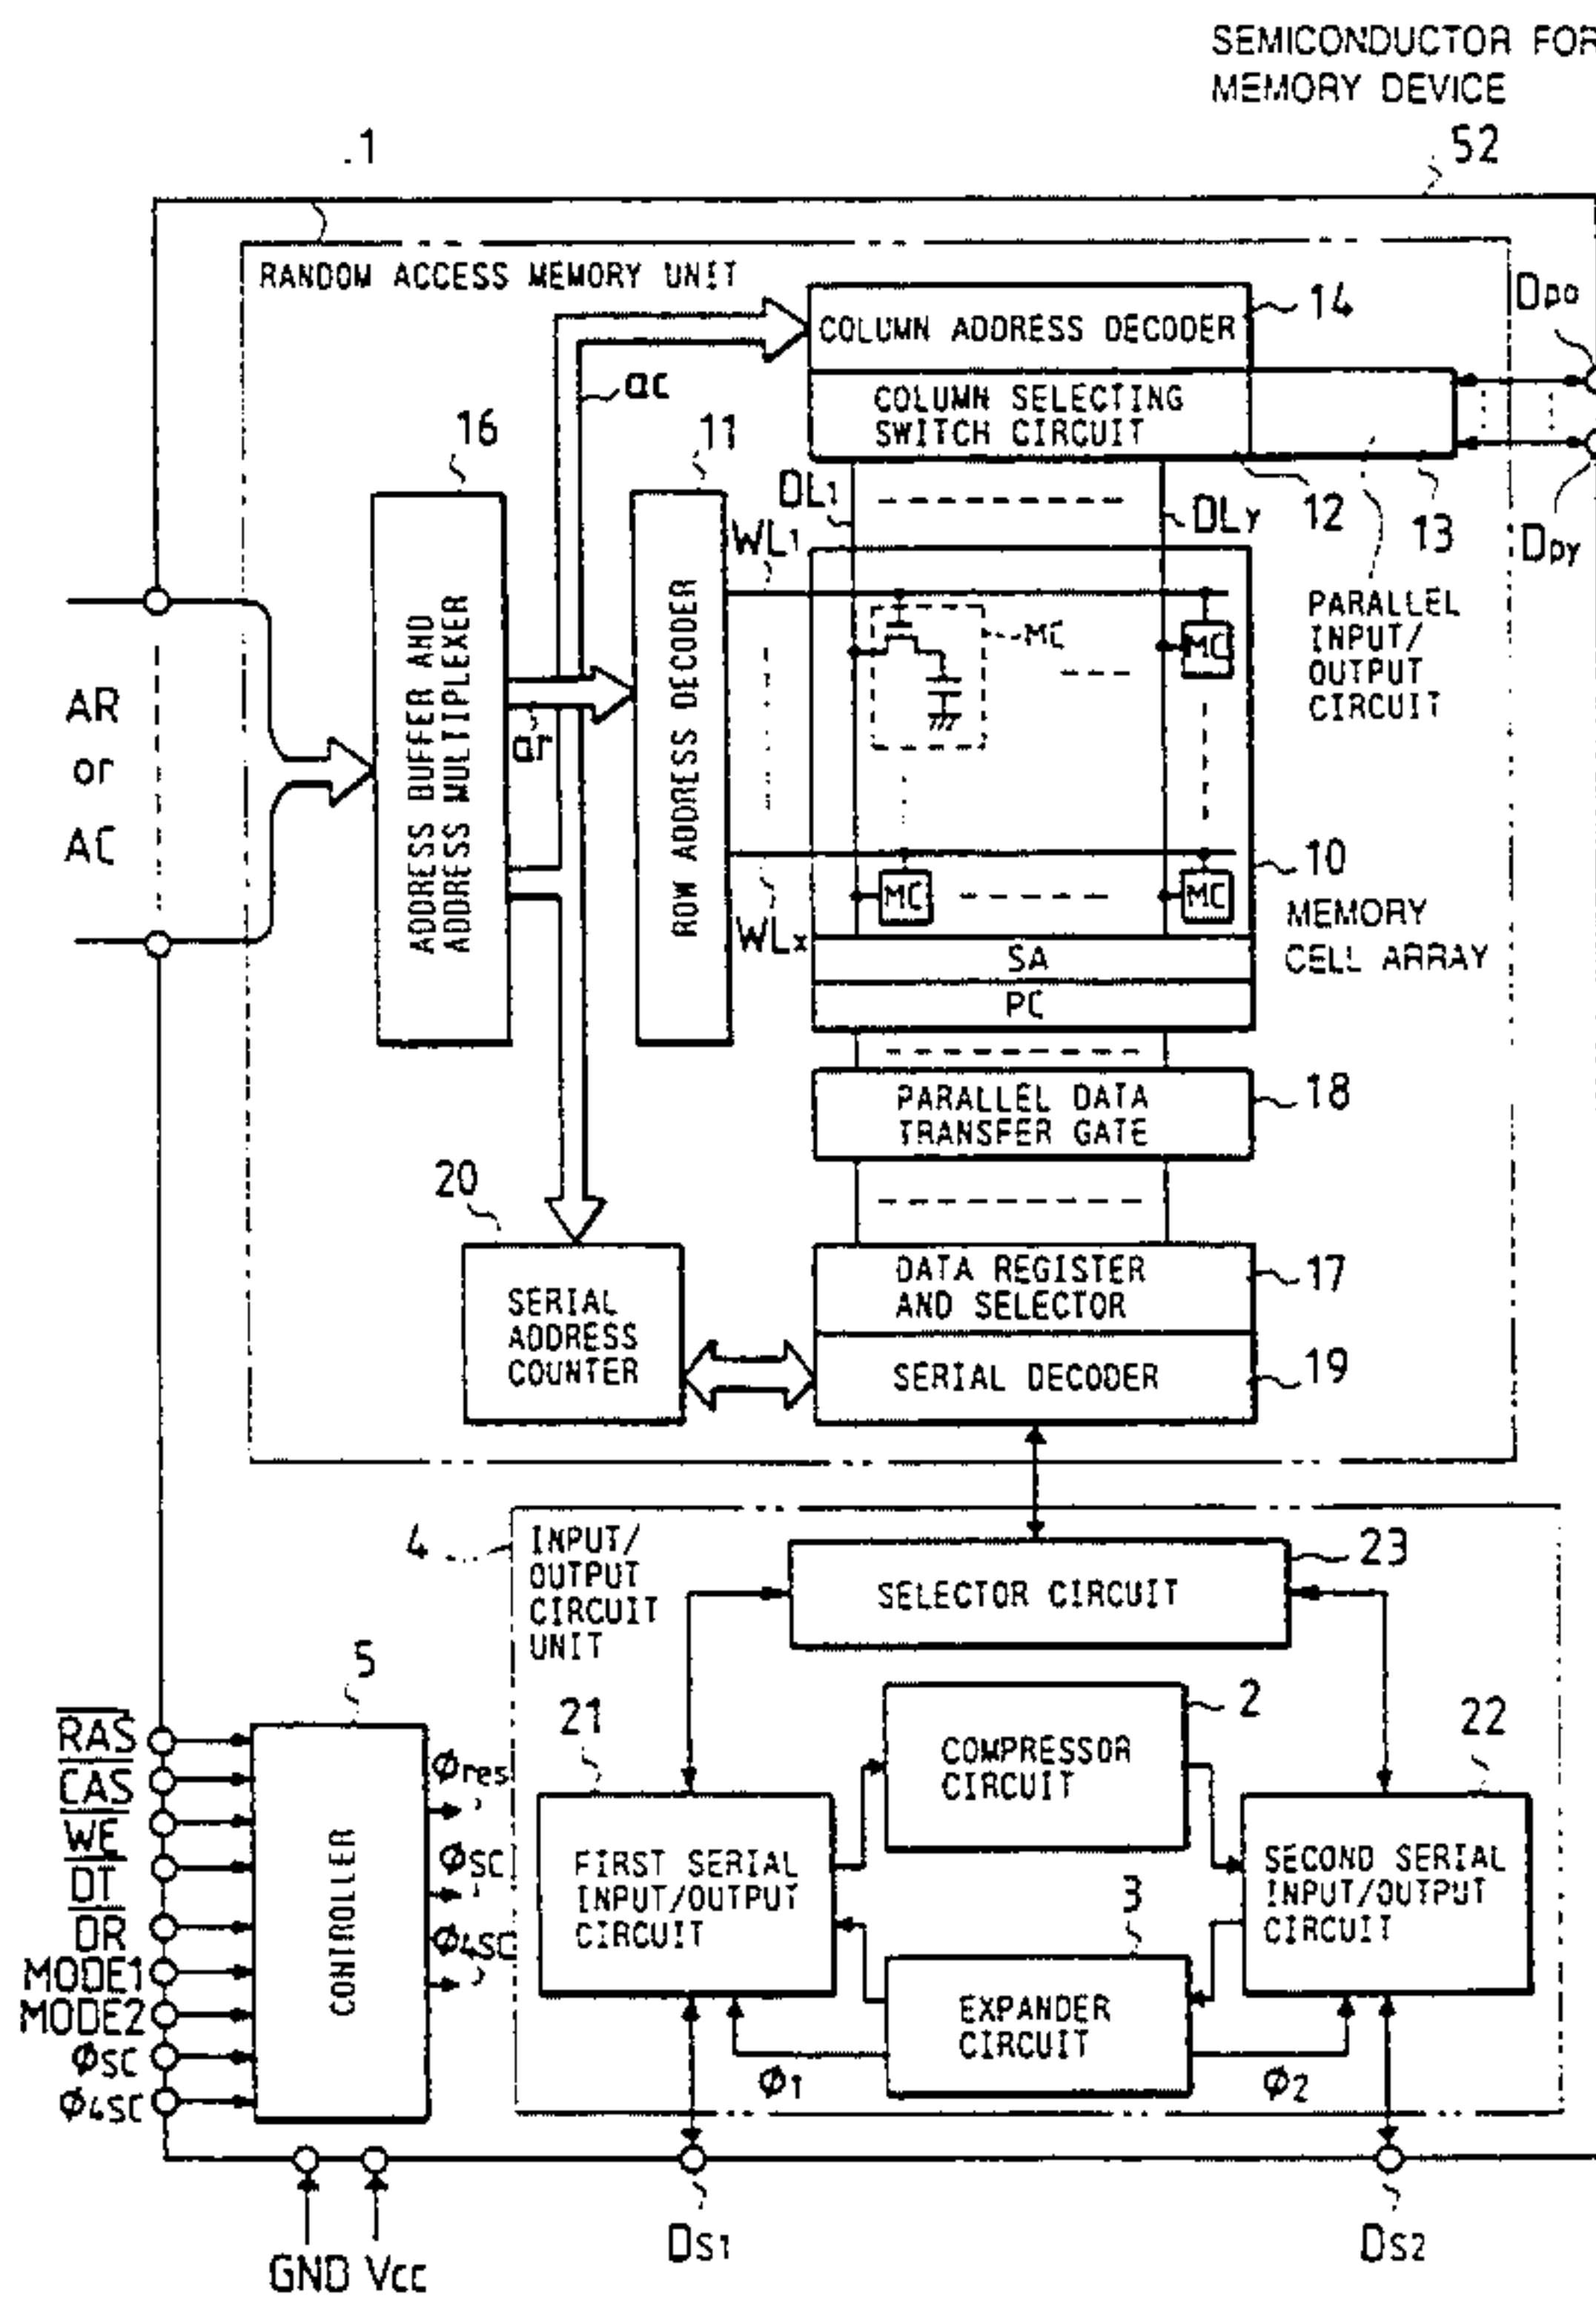 SEMICONDUCTOR FOR
MEMORY DEVICE
52
.1
RANDOM ACCESS MEMORY UNIT
14
Dpo
COLUMN ADDRESS DECODER
ac
COLUMN SELECTING
SWITCH CIRCUIT
16
11
DL1
WL1
DLY
12
13
Dpy
PARALLEL
INPUT/
OUTPUT
CIRCUIT
MC
MC
AR
or
AC
ADDRESS BUFFER AND
ADDRESS MULTIPLEXER
ar
ROW ADDRESS DECODER
10
MC
MC
MEMORY
CELL ARRAY
WLx
SA
PC
PARALLEL DATA
TRANSFER GATE
18
20
SERIAL
ADDRESS
COUNTER
DATA REGISTER
AND SELECTOR
17
SERIAL DECODER
19
4
INPUT/
OUTPUT
CIRCUIT
UNIT
SELECTOR CIRCUIT
23
5
21
COMPRESSOR
CIRCUIT
2
22
RAS
CAS
WE
DT
DR
MODE1
MODE2
ϕSC
ϕ4SC
CONTROLLER
ϕres
ϕSC
ϕ4SC
FIRST SERIAL
INPUT/OUTPUT
CIRCUIT
3
SECOND SERIAL
INPUT/OUTPUT
CIRCUIT
EXPANDER
CIRCUIT
ϕ1
ϕ2
GND
Vcc
DS1
DS2